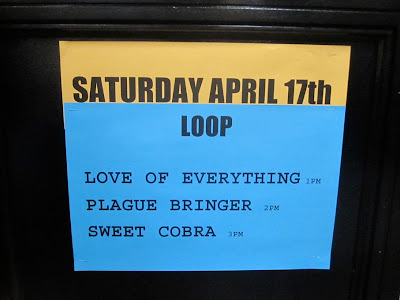 SATURDAY APRIL 17th
LOOP
LOVE OF EVERYTHING 1PM
PLAGUE BRINGER 2PM
SWEET COBRA 3PM